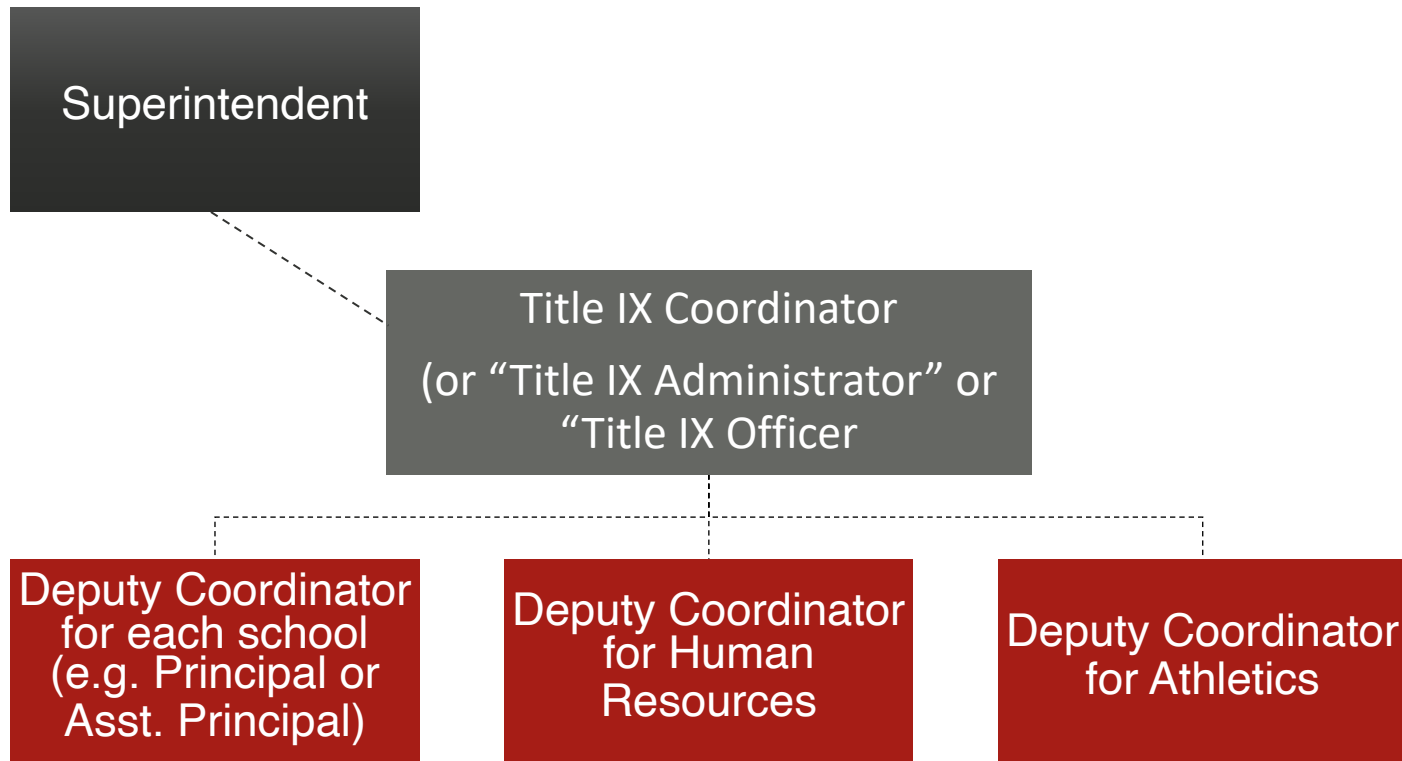 Superintendent
Title IX Coordinator
(or “Title IX Administrator” or
“Title IX Officer
Deputy Coordinator
for each school
(e.g. Principal or
Asst. Principal)
Deputy Coordinator
for Human
Resources
Deputy Coordinator
for Athletics